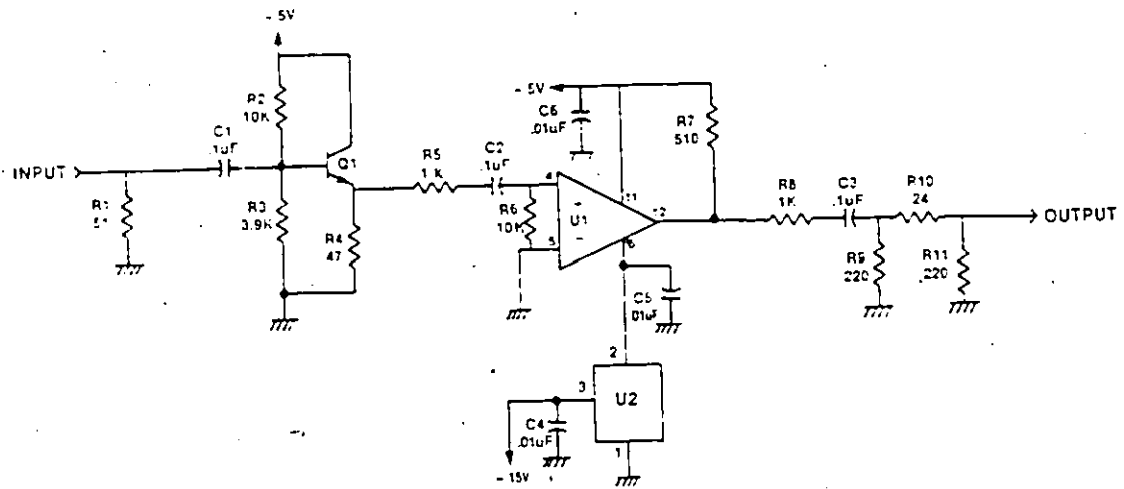 - 5V
R2
10K
C1
.1uF
INPUT
Q1
R5
1 K
C2
.1uF
- 5V
C6
.01uF
R7
510
R3
3.9K
R4
47
R6
10K
4
5
+
U1
-
11
12
6
R8
1K
C3
.1uF
R10
24
OUTPUT
R9
220
R11
220
C5
.01uF
2
3
U2
1
C4
.01uF
- 15V